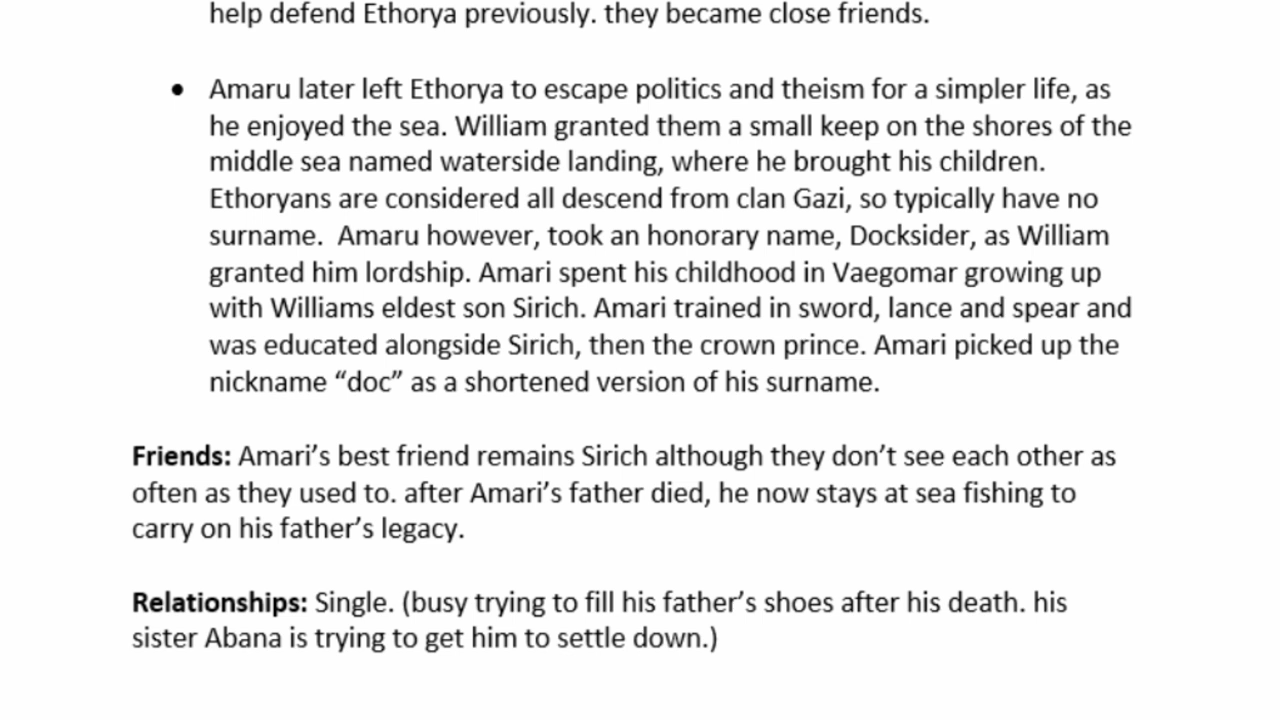 help defend Ethorya previously. they became close friends.
• Amaru later left Ethorya to escape politics and theism for a simpler life, as
he enjoyed the sea. William granted them a small keep on the shores of the
middle sea named waterside landing, where he brought his children.
Ethoryans are considered all descend from clan Gazi, so typically have no
surname.  Amaru however, took an honorary name, Docksider, as William
granted him lordship. Amari spent his childhood in Vaegomar growing up
with Williams eldest son Sirich. Amari trained in sword, lance and spear and
was educated alongside Sirich, then the crown prince. Amari picked up the
nickname “doc” as a shortened version of his surname.
Friends: Amari’s best friend remains Sirich although they don’t see each other as
often as they used to. after Amari’s father died, he now stays at sea fishing to
carry on his father’s legacy.
Relationships: Single. (busy trying to fill his father’s shoes after his death. his
sister Abana is trying to get him to settle down.)